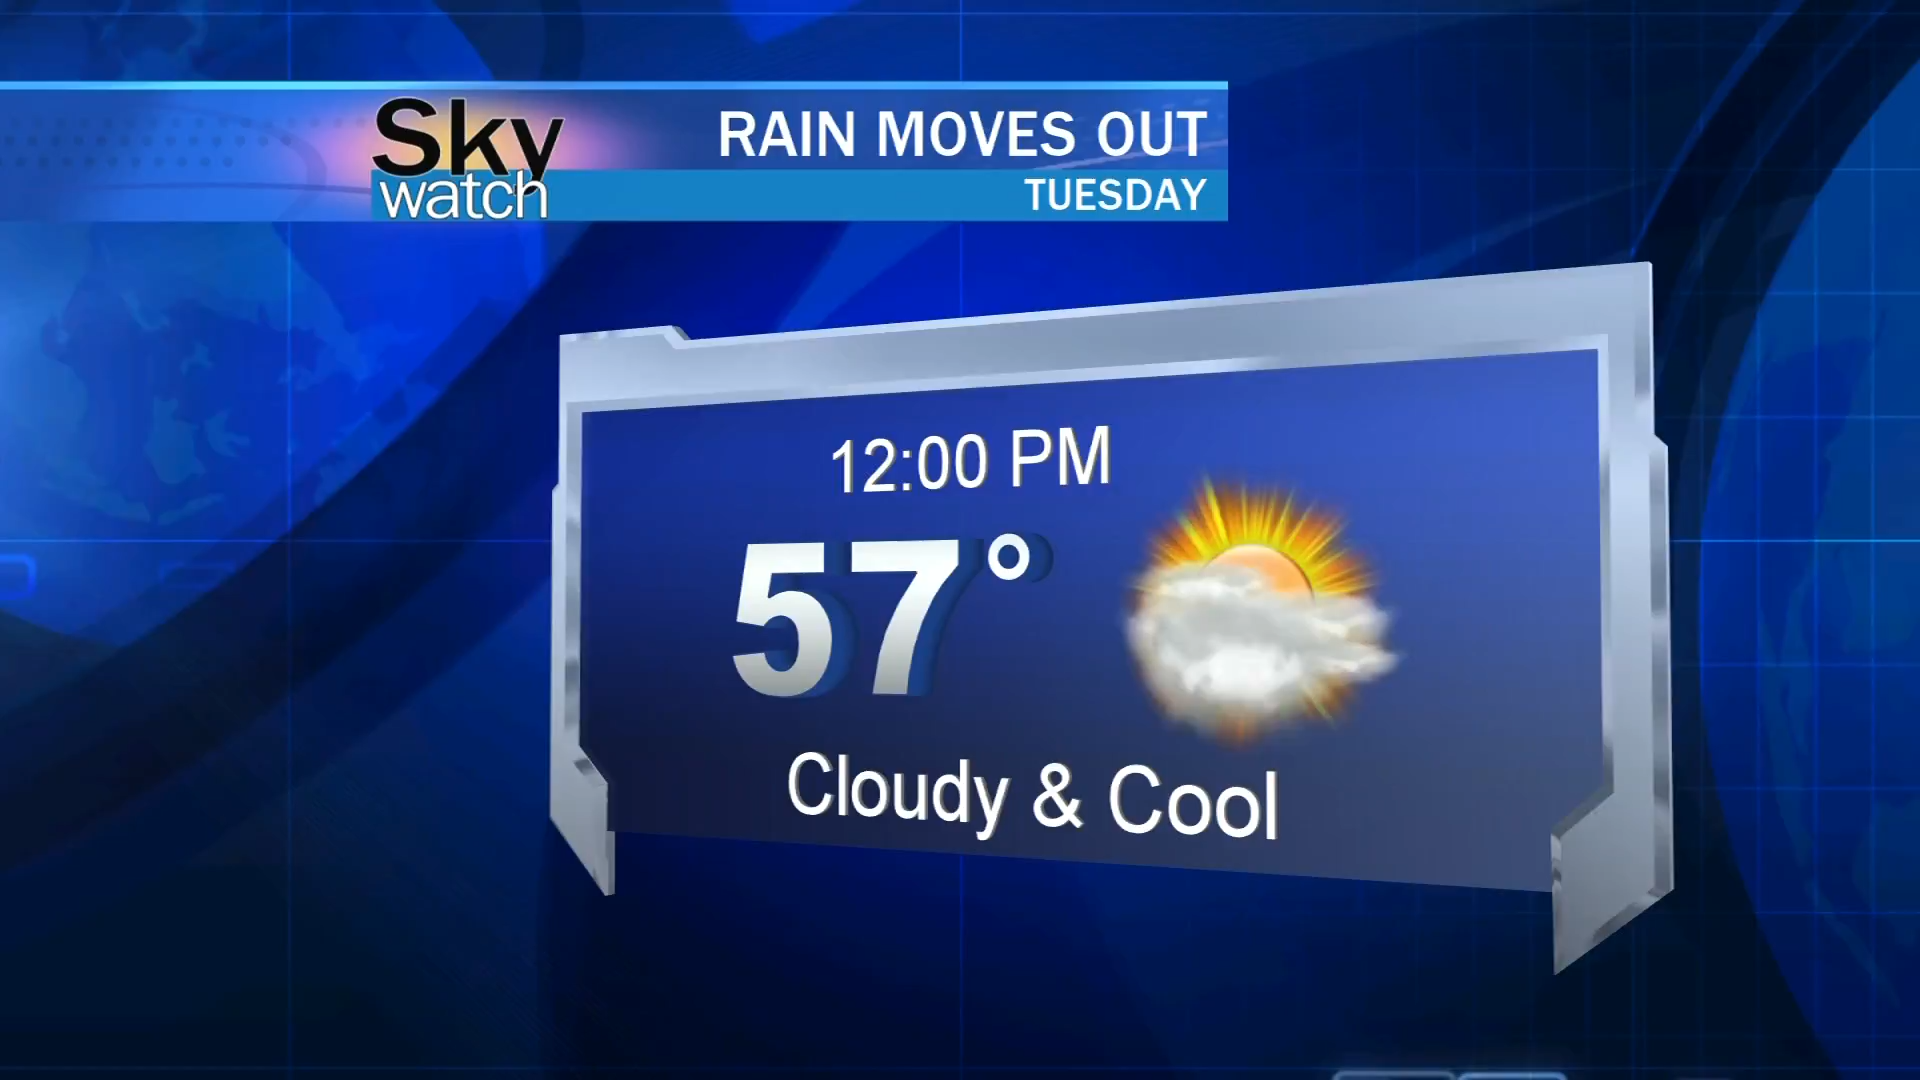 Sky
watch
RAIN MOVES OUT
TUESDAY
12:00 PM
57°
Cloudy & Cool